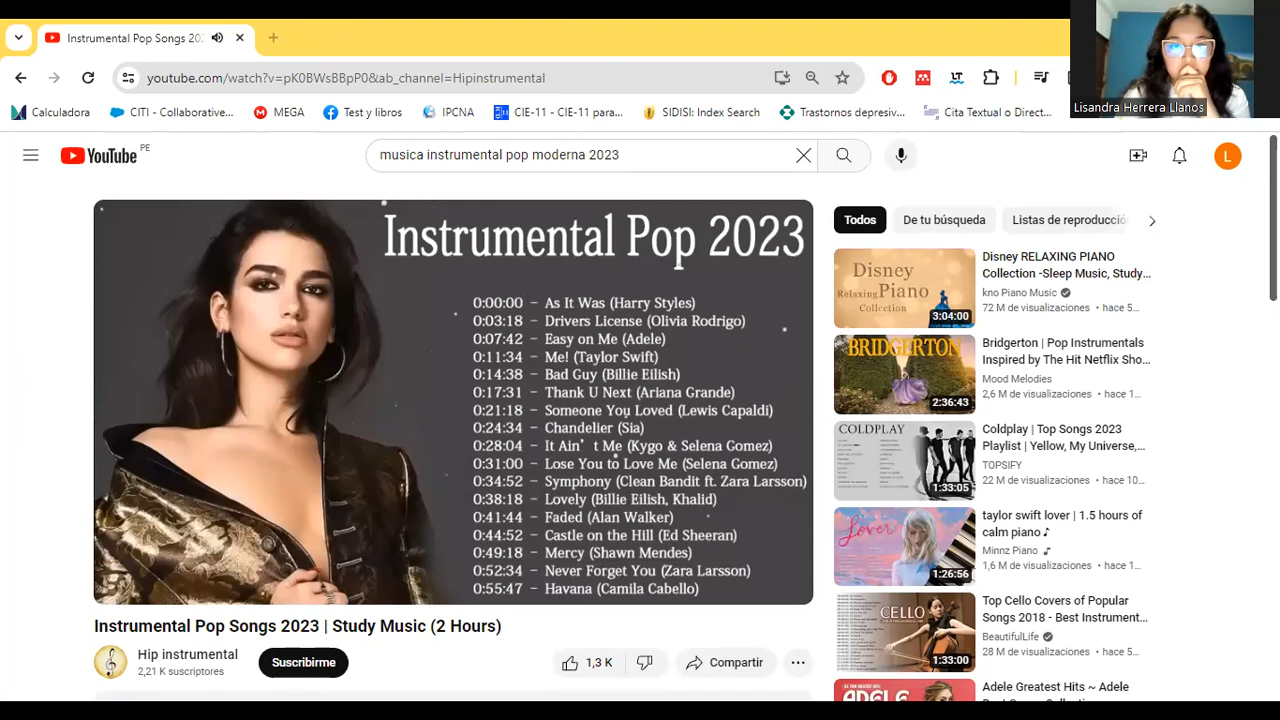 Instrumental Pop Songs 202
youtube.com/watch?v=pK0BWsBBpP0&ab_channel=Hipinstrumental
Calculadora
CITI - Collaborative...
MEGA
Test y libros
IPCNA
CIE-11 - CIE-11 para...
SIDISI: Index Search
Trastornos depresiv...
Cita Textual o Direct...
Lisandra Herrera Llanos
YouTube PE
musica instrumental pop moderna 2023
L
Instrumental Pop 2023
0:00:00 - As It Was (Harry Styles)
0:03:18 - Drivers License (Olivia Rodrigo)
0:07:42 - Easy on Me (Adele)
0:11:34 - Me! (Taylor Swift)
0:14:38 - Bad Guy (Billie Eilish)
0:17:31 - Thank U Next (Ariana Grande)
0:21:18 - Someone You Loved (Lewis Capaldi)
0:24:34 - Chandelier (Sia)
0:28:04 - It Ain't Me (Kygo & Selena Gomez)
0:31:00 - Lose You to Love Me (Selena Gomez)
0:34:52 - Symphony (Clean Bandit ft. Zara Larsson)
0:38:18 - Lovely (Billie Eilish, Khalid)
0:41:44 - Faded (Alan Walker)
0:44:52 - Castle on the Hill (Ed Sheeran)
0:49:18 - Mercy (Shawn Mendes)
0:52:34 - Never Forget You (Zara Larsson)
0:55:47 - Havana (Camila Cabello)
Instrumental Pop Songs 2023 | Study Music (2 Hours)
Hip Instrumental
2,21 K suscriptores
Suscribirme
1,3 K
Compartir
Todos
De tu búsqueda
Listas de reproducció
Disney
Relaxing Piano
Collection
3:04:00
Disney RELAXING PIANO
Collection -Sleep Music, Study...
kno Piano Music
72 M de visualizaciones • hace 5...
BRIDGERTON
2:36:43
Bridgerton | Pop Instrumentals
Inspired by The Hit Netflix Sho...
Mood Melodies
2,6 M de visualizaciones • hace 1...
COLDPLAY
1:33:05
Coldplay | Top Songs 2023
Playlist | Yellow, My Universe,...
TOPSIFY
22 M de visualizaciones • hace 10...
Lover
1:26:56
taylor swift lover | 1.5 hours of
calm piano ♪
Minnz Piano
1,6 M de visualizaciones • hace 1...
CELLO
1:33:00
Top Cello Covers of Popular
Songs 2018 - Best Instrument...
BeautifulLife
28 M de visualizaciones • hace 5...
ADELE
Adele Greatest Hits ~ Adele